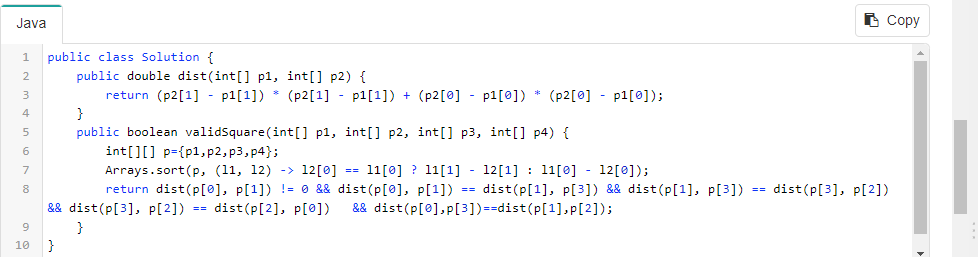 Java
Copy
1 public class Solution {
2     public double dist(int[] p1, int[] p2) {
3         return (p2[1] - p1[1]) * (p2[1] - p1[1]) + (p2[0] - p1[0]) * (p2[0] - p1[0]);
4     }
5     public boolean validSquare(int[] p1, int[] p2, int[] p3, int[] p4) {
6         int[][] p={p1,p2,p3,p4};
7         Arrays.sort(p, (l1, l2) -> l2[0] == l1[0] ? l1[1] - l2[1] : l1[0] - l2[0]);
8         return dist(p[0], p[1]) != 0 && dist(p[0], p[1]) == dist(p[1], p[3]) && dist(p[1], p[3]) == dist(p[3], p[2])
&& dist(p[3], p[2]) == dist(p[2], p[0])   && dist(p[0],p[3])==dist(p[1],p[2]);
9     }
10 }